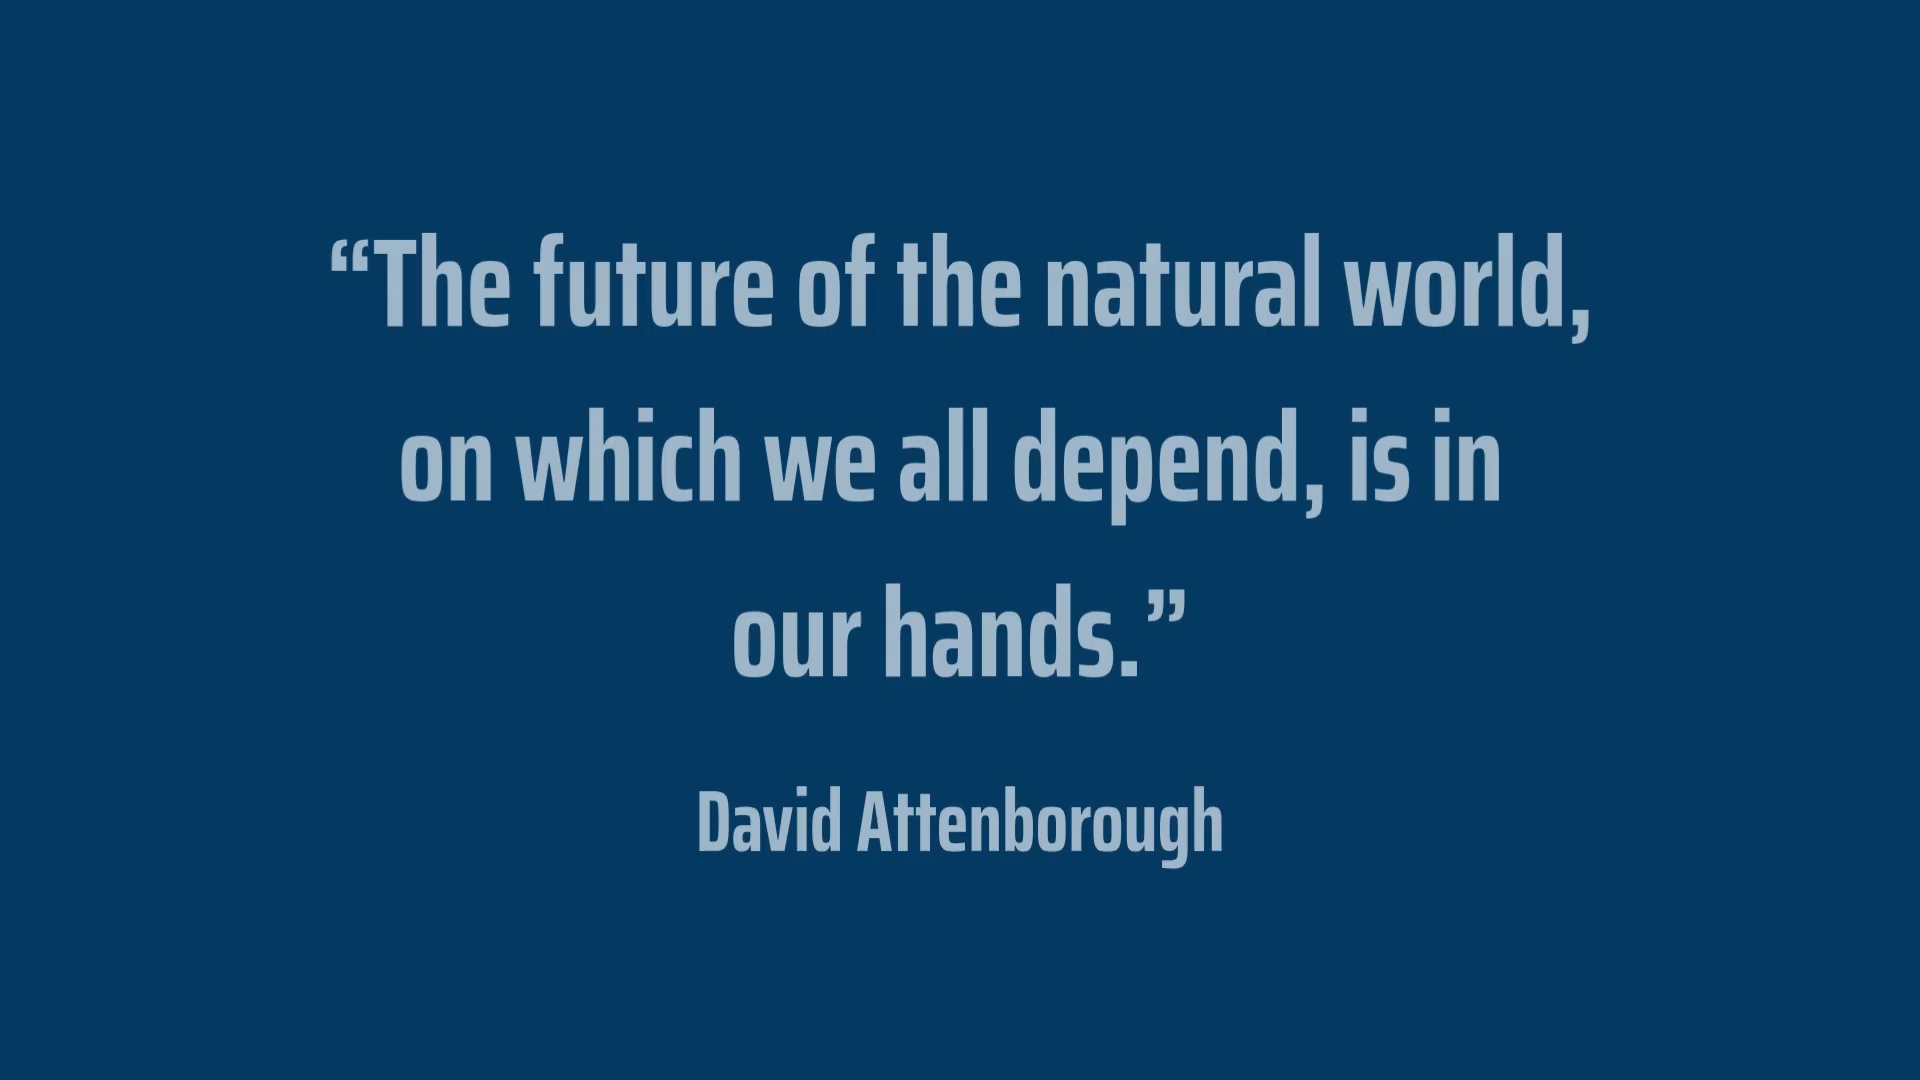 “The future of the natural world,
on which we all depend, is in
our hands.”
David Attenborough